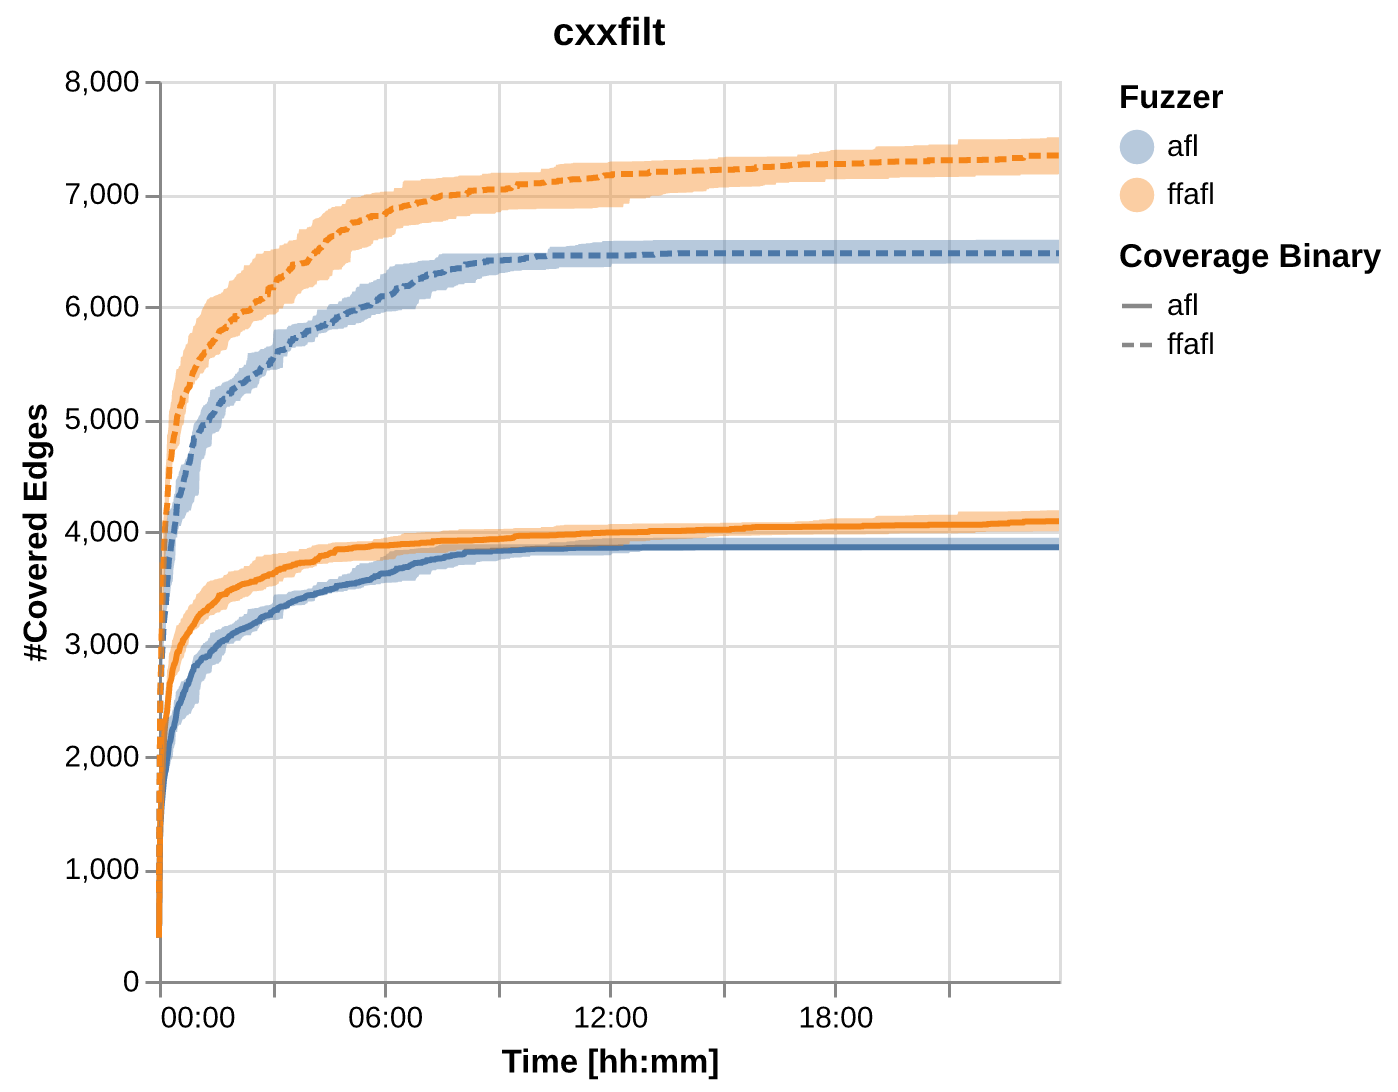 cxxfilt
8,000
7,000
6,000
5,000
4,000
3,000
2,000
1,000
0
#Covered Edges
00:00
06:00
12:00
18:00
Time [hh:mm]
Fuzzer
afl
ffafl
Coverage Binary
afl
ffafl